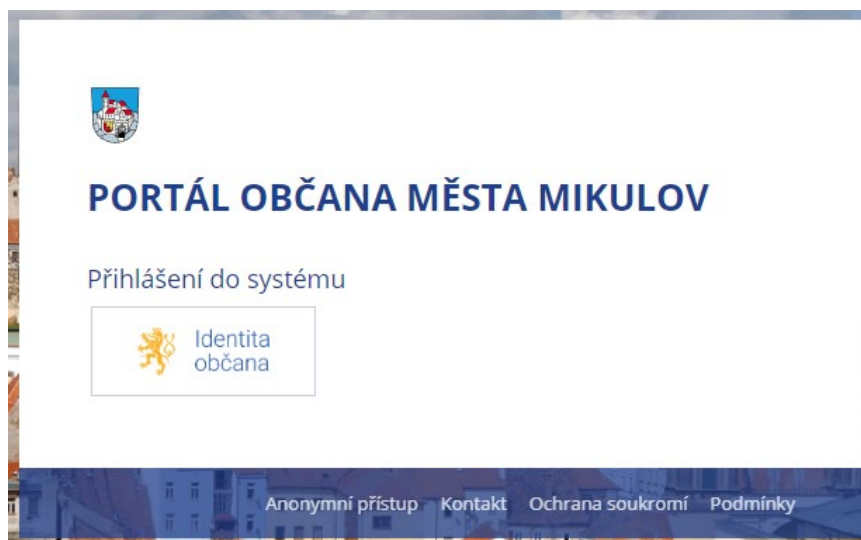 PORTÁL OBČANA MĚSTA MIKULOV
Přihlášení do systému
Identita
občana
Anonymní přístup Kontakt Ochrana soukromí Podmínky